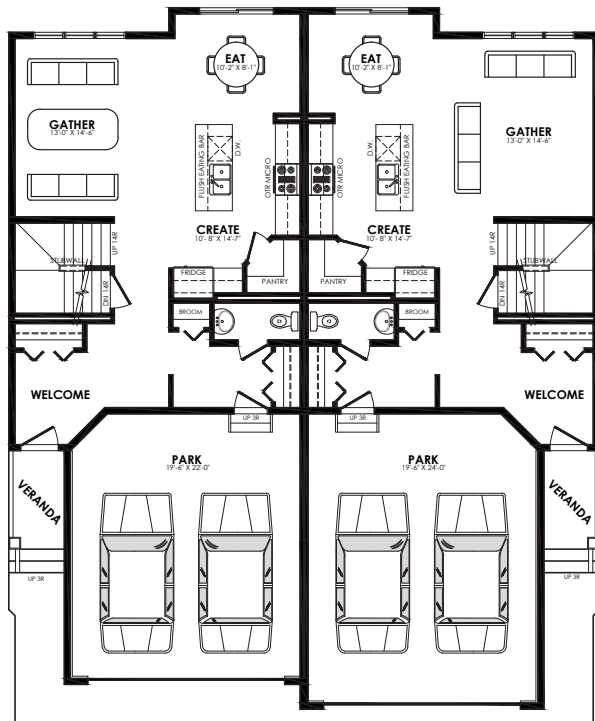 EAT
10'-2" X 8'-1"
EAT
10'-2" X 8'-1"
GATHER
13'-0" X 14'-6"
GATHER
13'-0" X 14'-6"
FLUSH EATING BAR
D.W.
OTR MICRO
OTR MICRO
D.W.
FLUSH EATING BAR
CREATE
10'- 8" X 14'-7"
CREATE
10'- 8" X 14'-7"
STUBWALL
UP 14R
UP 14R
STUBWALL
DN 14R
FRIDGE
PANTRY
PANTRY
FRIDGE
DN 14R
BROOM
BROOM
WELCOME
WELCOME
UP 3R
UP 3R
PARK
19'-6" X 22'-0"
PARK
19'-6" X 24'-0"
VERANDA
VERANDA
UP 3R
UP 3R